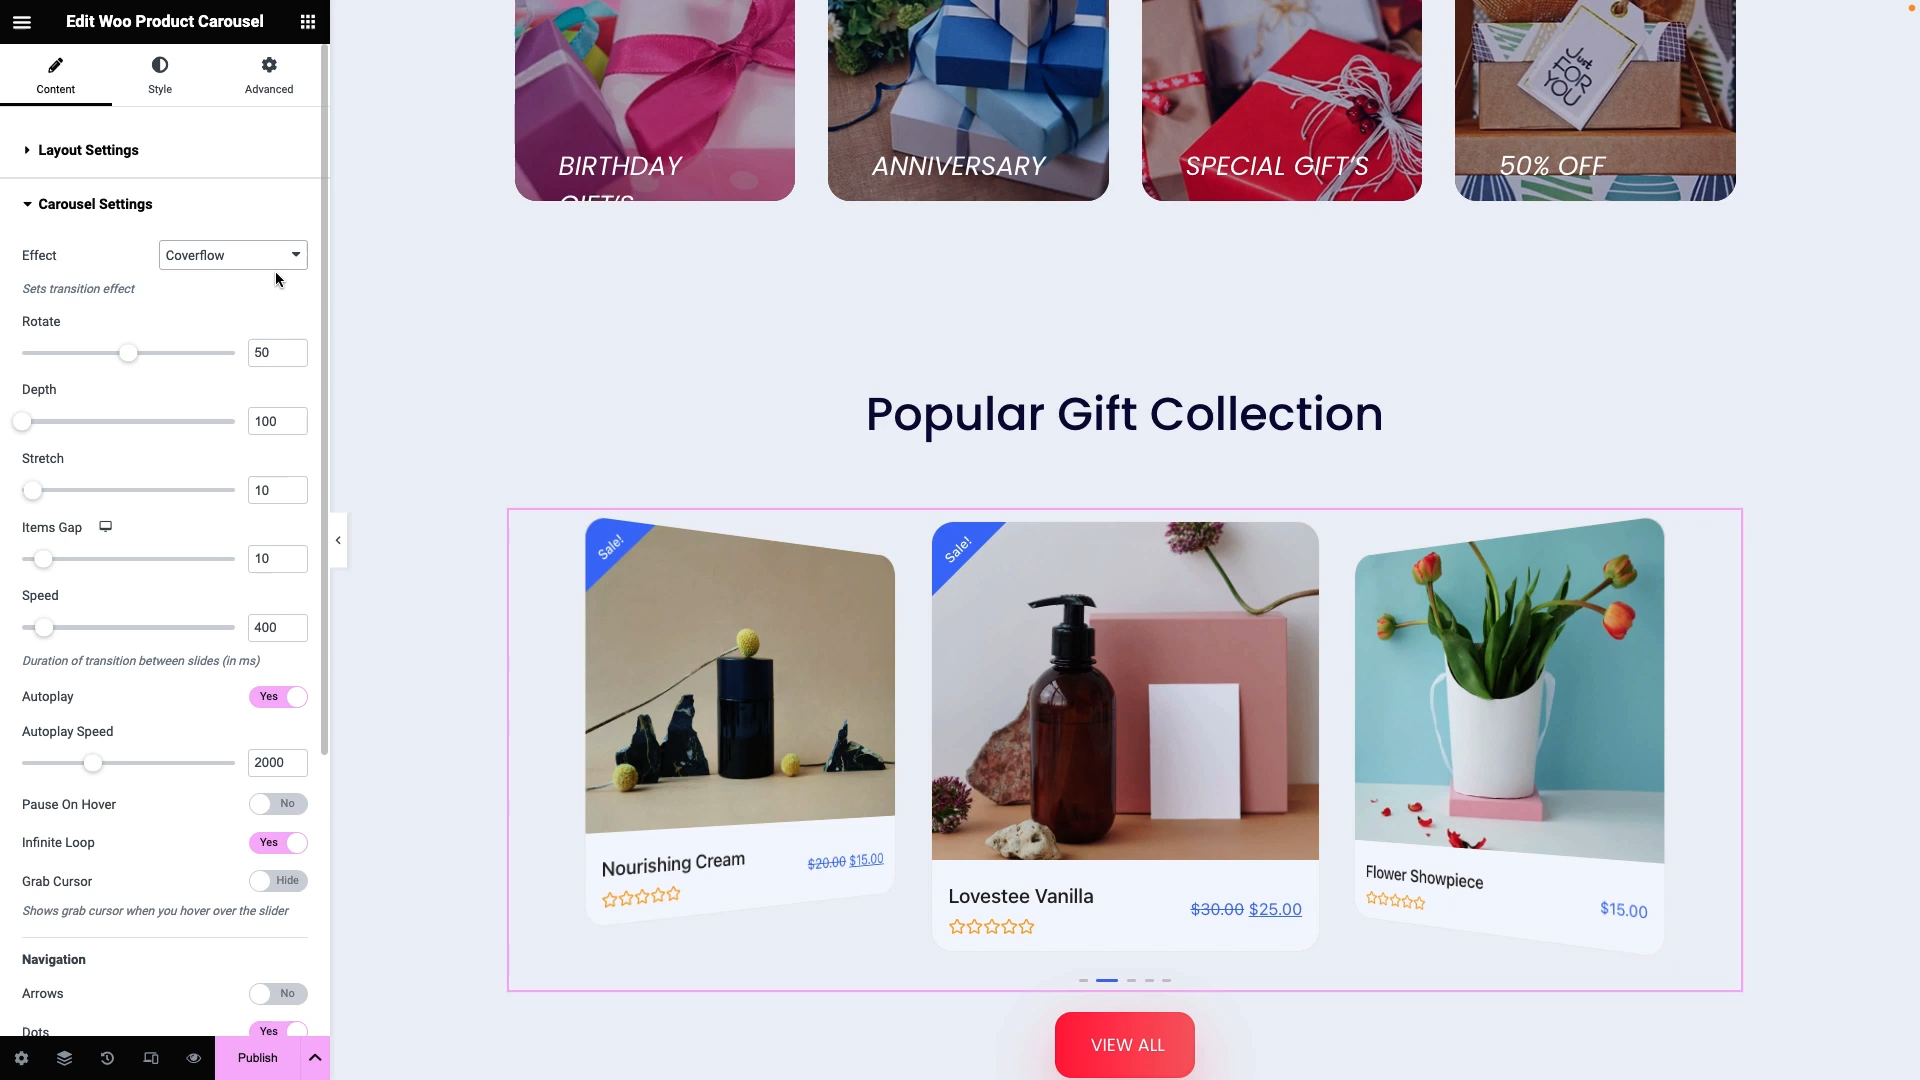 Edit Woo Product Carousel
Content
Style
Advanced
Layout Settings
Carousel Settings
Effect
Coverflow
Sets transition effect
Rotate
50
Depth
100
Stretch
10
Items Gap
10
Speed
400
Duration of transition between slides (in ms)
Autoplay
Yes
Autoplay Speed
2000
Pause On Hover
No
Infinite Loop
Yes
Grab Cursor
Hide
Shows grab cursor when you hover over the slider
Navigation
Arrows
No
Dots
Yes
Publish
BIRTHDAY
GIFT'S
ANNIVERSARY
SPECIAL GIFT'S
Just
FOR
YOU
50% OFF
Popular Gift Collection
Sale!
Nourishing Cream
$20.00 $15.00
Sale!
Lovestee Vanilla
$30.00 $25.00
Flower Showpiece
$15.00
VIEW ALL